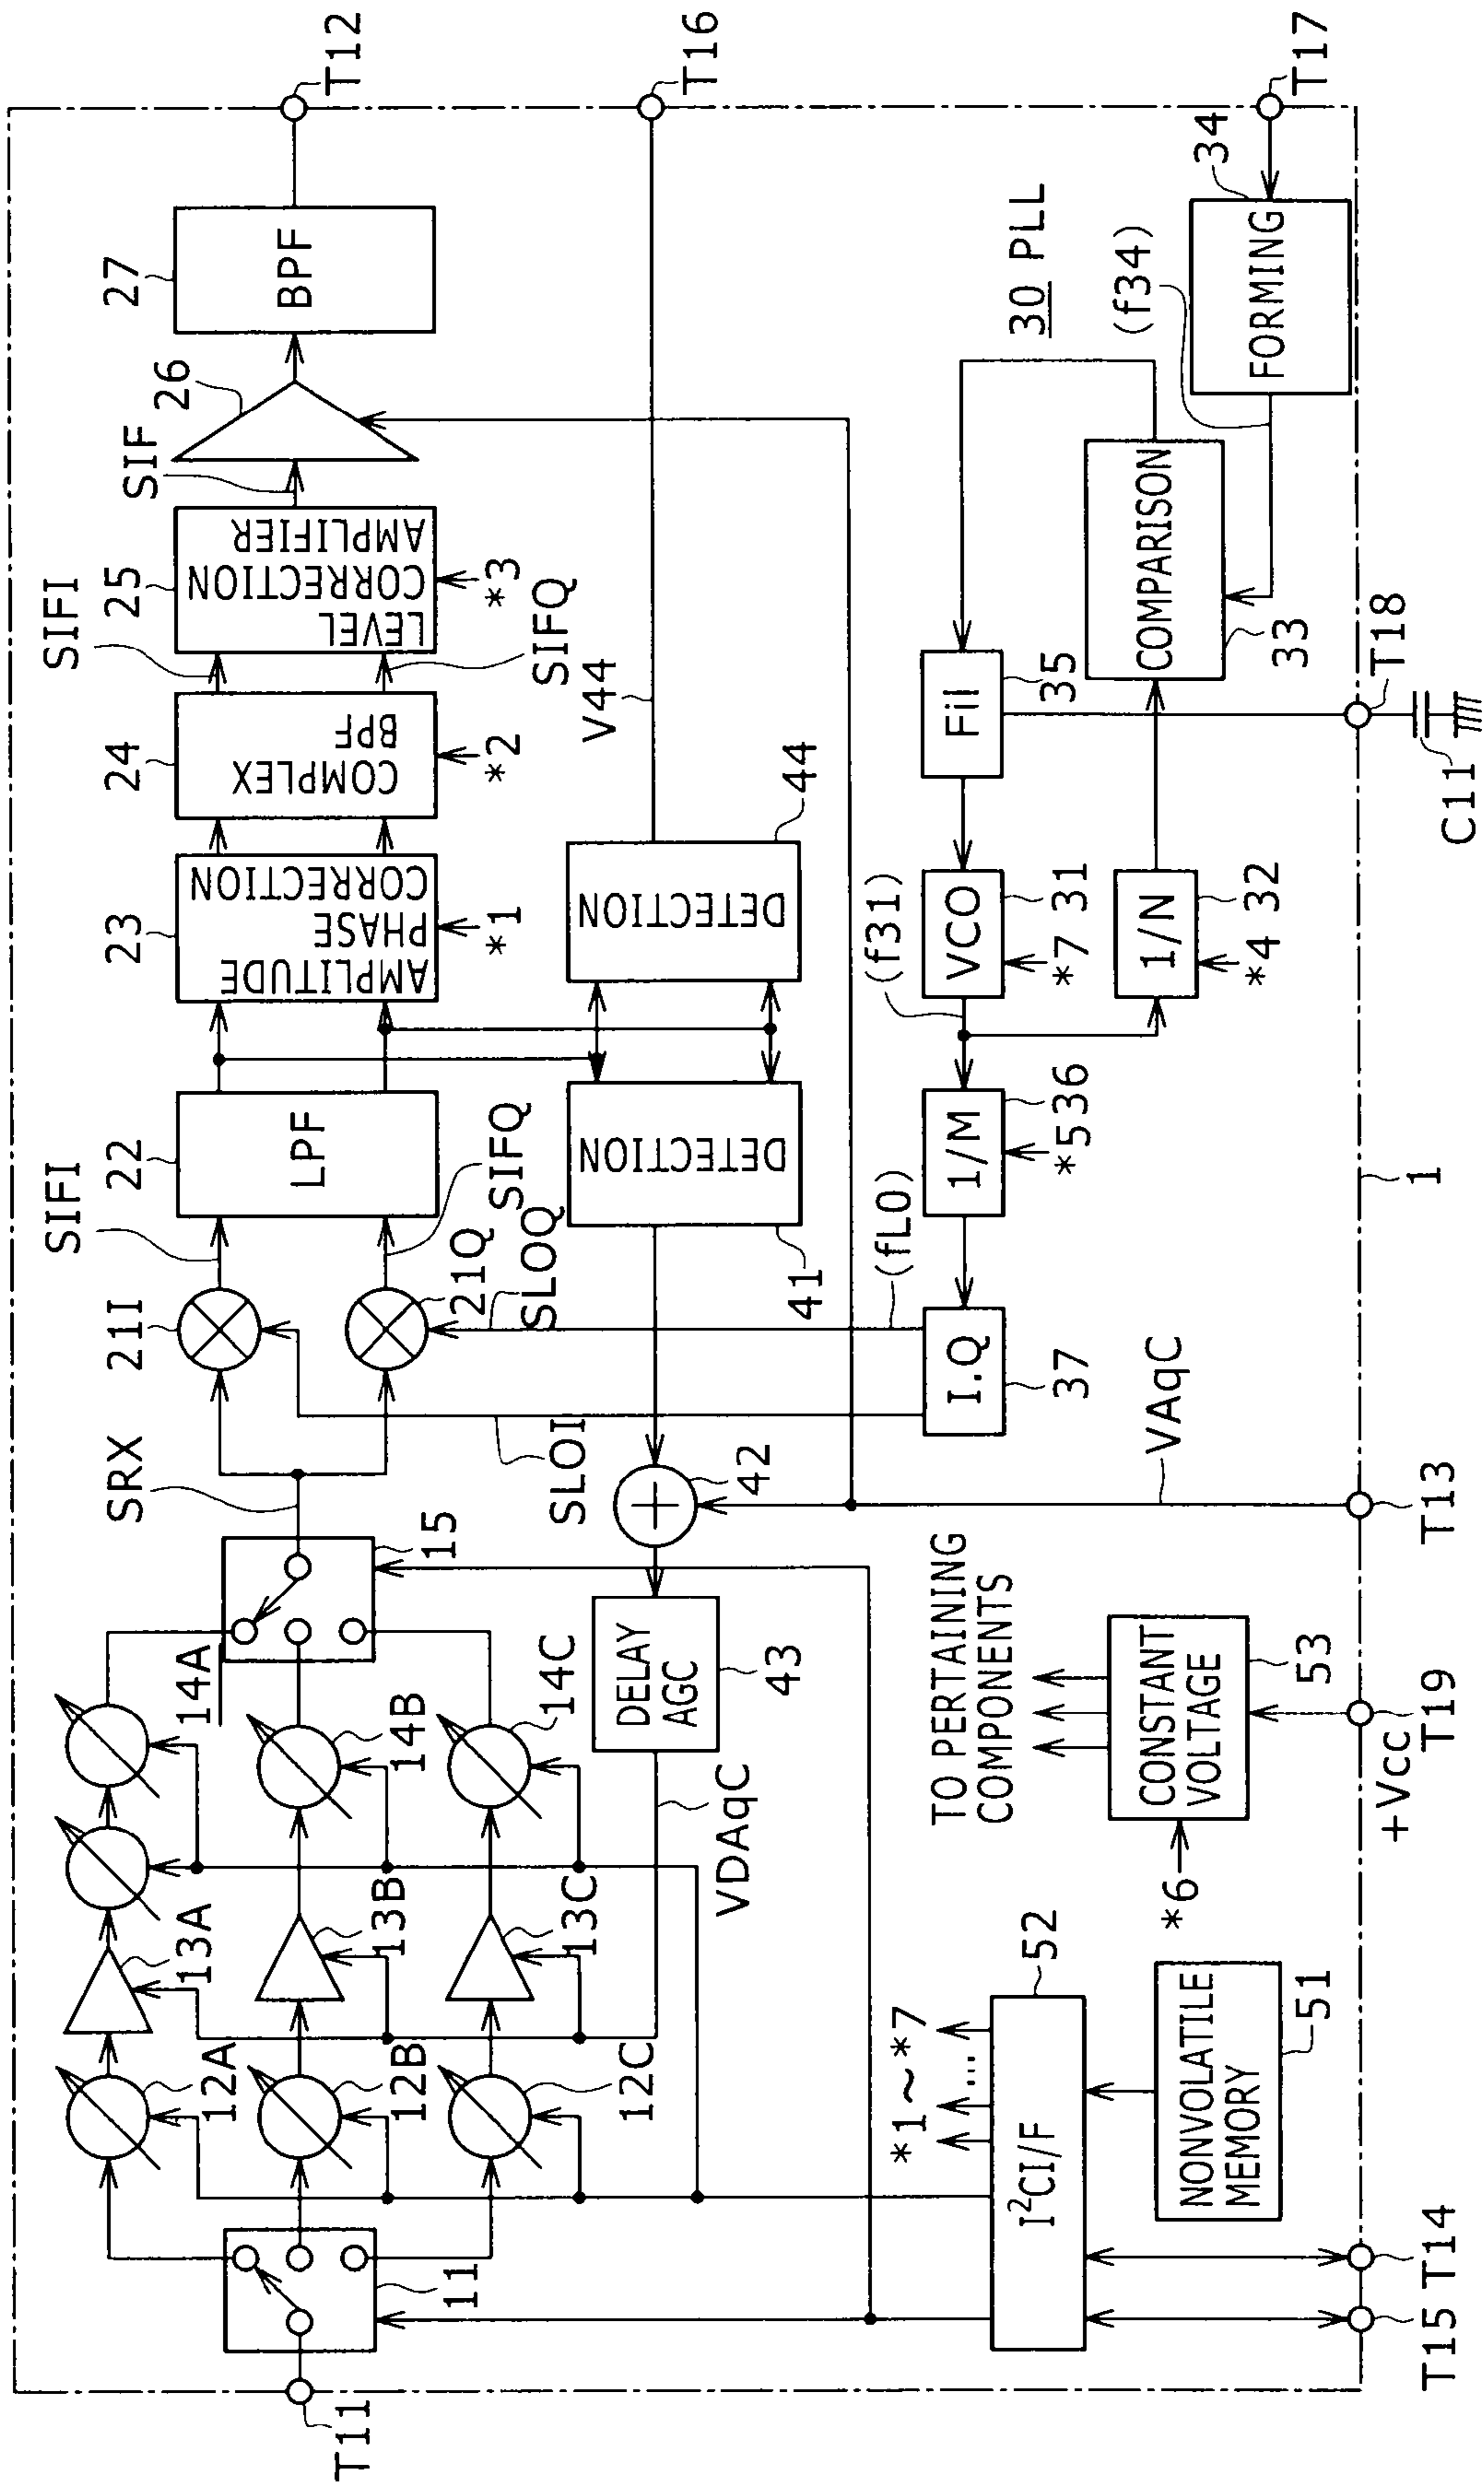 T12
T16
T17
27
BPF
26
SIF
25
LEVEL
CORRECTION
AMPLIFIER
*3
SIFI
SIFQ
24
COMPLEX
BPF
*2
23
AMPLITUDE
PHASE
CORRECTION
*1
22
LPF
SIFI
SIFQ
21I
21Q
SLOQ
SLOI
SRX
V44
44
DETECTION
41
DETECTION
42
DELAY
AGC
43
VDAqC
15
14A
14B
14C
13A
13B
13C
12A
12B
12C
11
T11
30 PLL
34
FORMING
(f34)
COMPARISON
33
Fil
35
T18
C11
VCO
31
*7
(f31)
1/N
32
*4
1/M
36
*5
(fL0)
I.Q
37
1
VAqC
T13
TO PERTAINING
COMPONENTS
CONSTANT
VOLTAGE
53
*6
T19
+Vcc
52
I²CI/F
*1~*7
...
NONVOLATILE
MEMORY
51
T14
T15